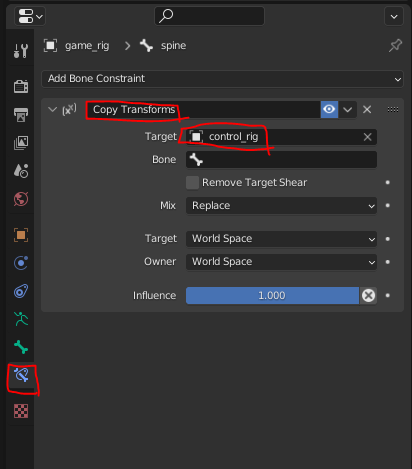 game_rig > spine
Add Bone Constraint
Copy Transforms
Target control_rig
Bone
Remove Target Shear
Mix Replace
Target World Space
Owner World Space
Influence 1.000